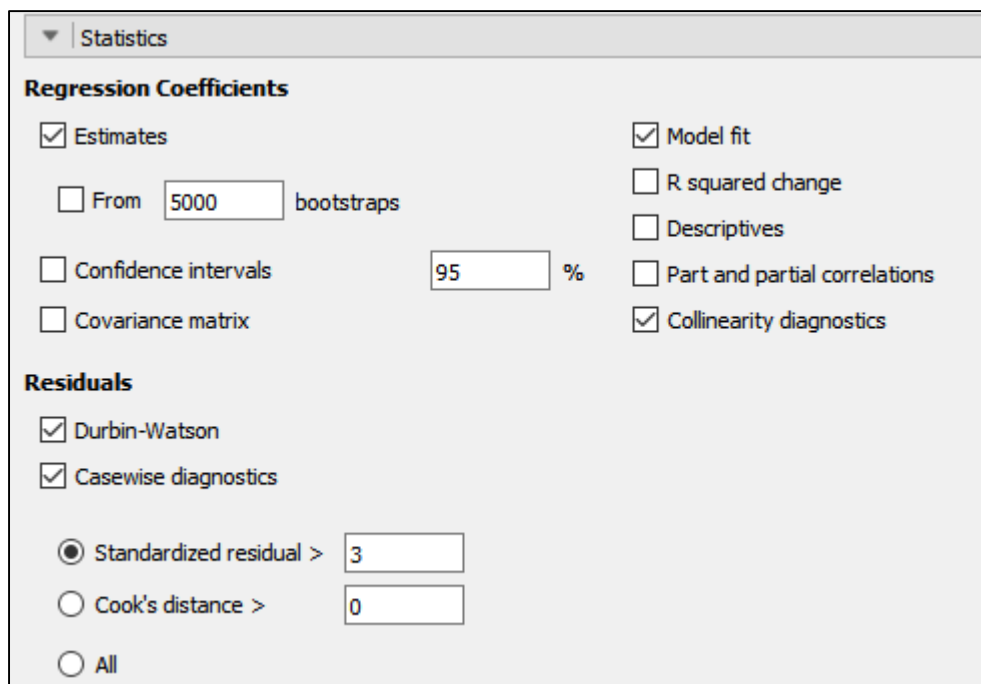 Statistics
Regression Coefficients
Estimates
Model fit
From 5000 bootstraps
R squared change
Descriptives
Confidence intervals 95 %
Part and partial correlations
Covariance matrix
Collinearity diagnostics
Residuals
Durbin-Watson
Casewise diagnostics
Standardized residual > 3
Cook's distance > 0
All